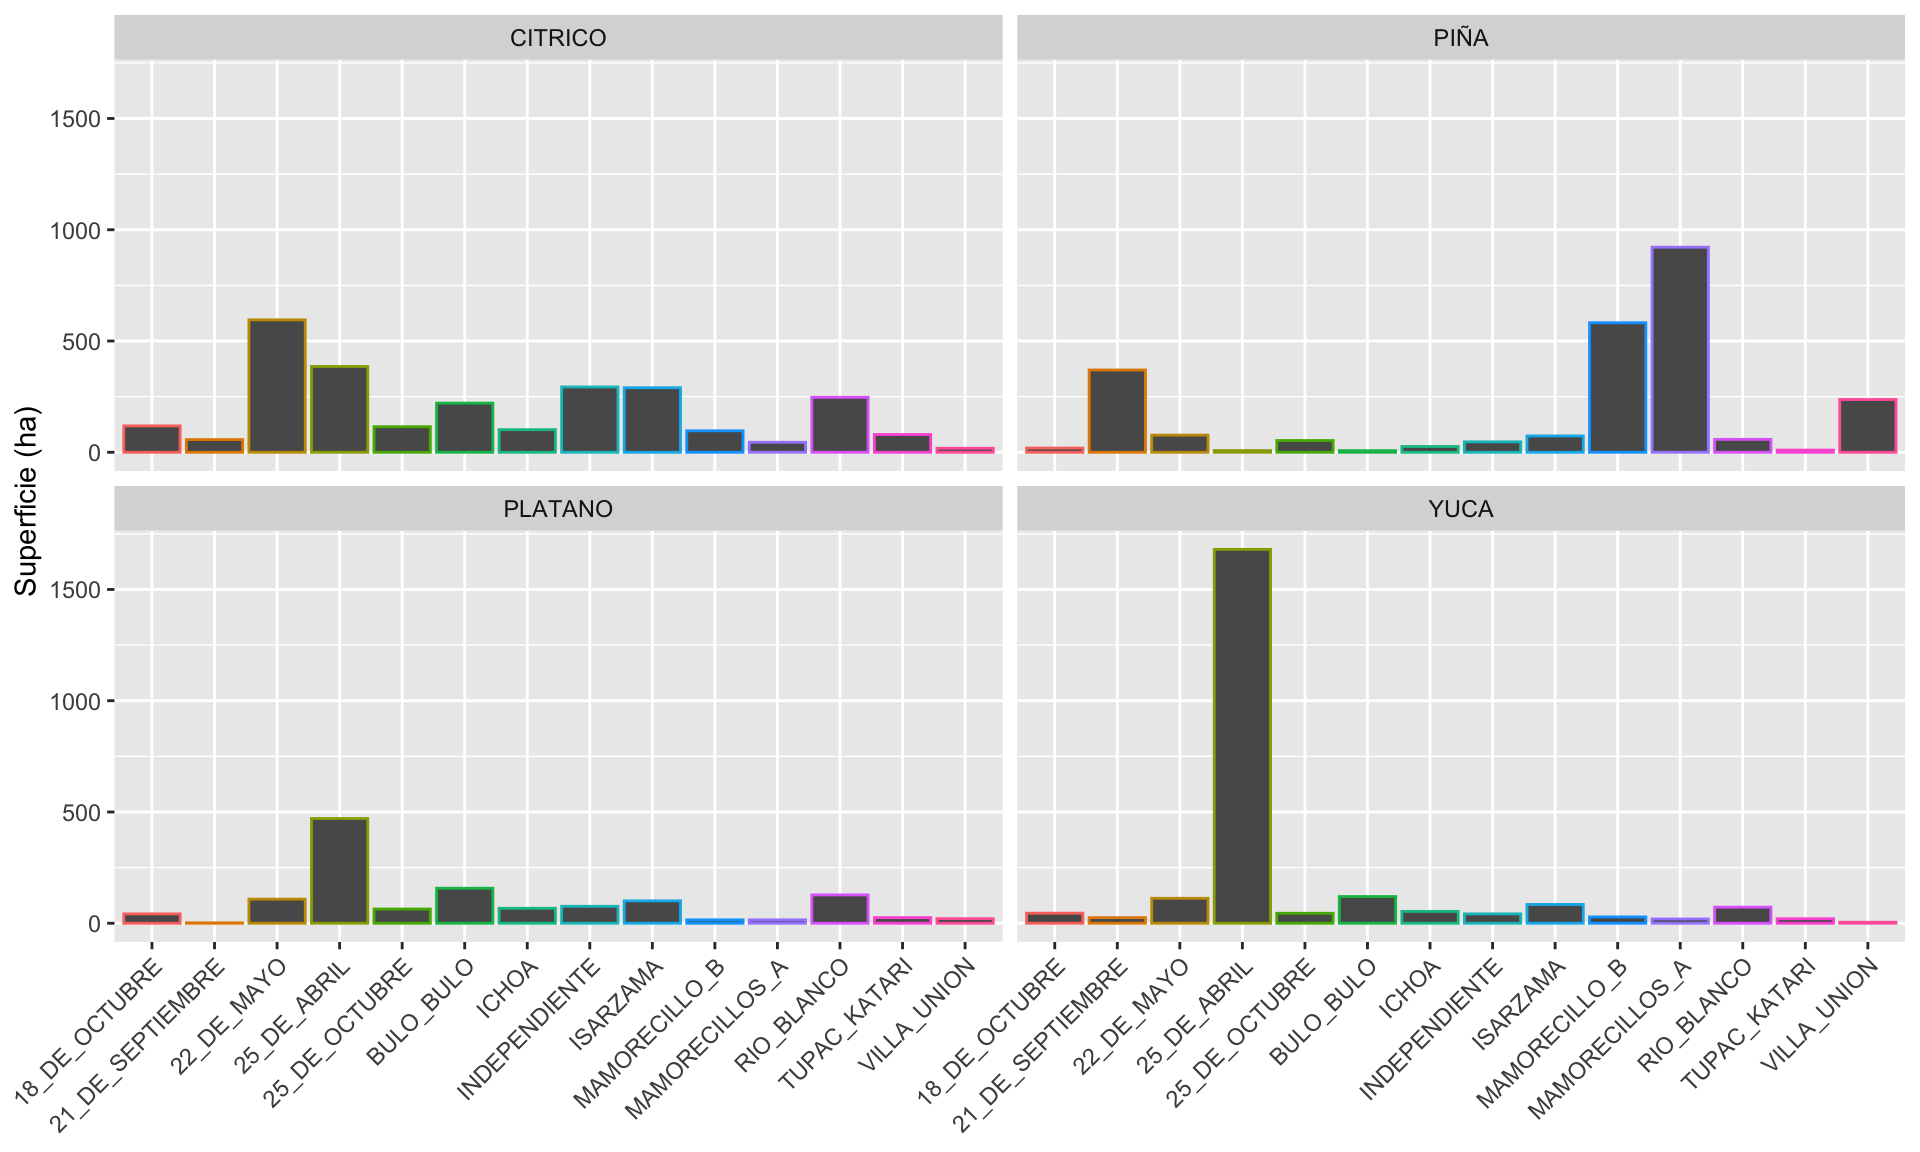 CITRICO
PIÑA
1500
1000
500
0
PLATANO
YUCA
1500
1000
500
0
Superficie (ha)
18_DE_OCTUBRE
21_DE_SEPTIEMBRE
22_DE_MAYO
25_DE_ABRIL
25_DE_OCTUBRE
BULO_BULO
ICHOA
INDEPENDIENTE
ISARZAMA
MAMORECILLO_B
MAMORECILLOS_A
RIO_BLANCO
TUPAC_KATARI
VILLA_UNION
18_DE_OCTUBRE
21_DE_SEPTIEMBRE
22_DE_MAYO
25_DE_ABRIL
25_DE_OCTUBRE
BULO_BULO
ICHOA
INDEPENDIENTE
ISARZAMA
MAMORECILLO_B
MAMORECILLOS_A
RIO_BLANCO
TUPAC_KATARI
VILLA_UNION